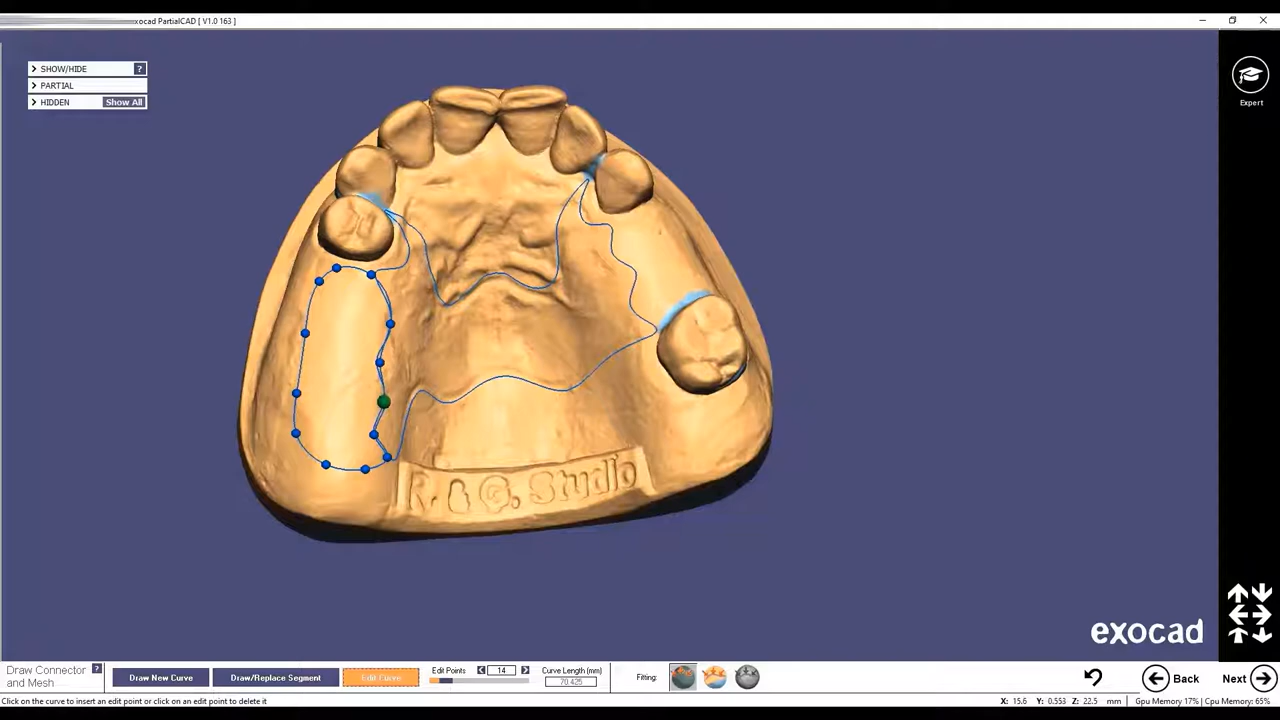 xocad PartialCAD [ V1.0 163 ]
SHOW/HIDE ?
PARTIAL
HIDDEN Show All
Expert
R. & G. Studio
exocad
Draw Connector and Mesh ?
Draw New Curve
Draw/Replace Segment
Edit Curve
Edit Points 14
Curve Length (mm)
70.425
Fitting:
Back
Next
Click on the curve to insert an edit point or click on an edit point to delete it
X: 15.6 Y: 0.553 Z: 22.5 mm
Gpu Memory 17% | Cpu Memory: 65%